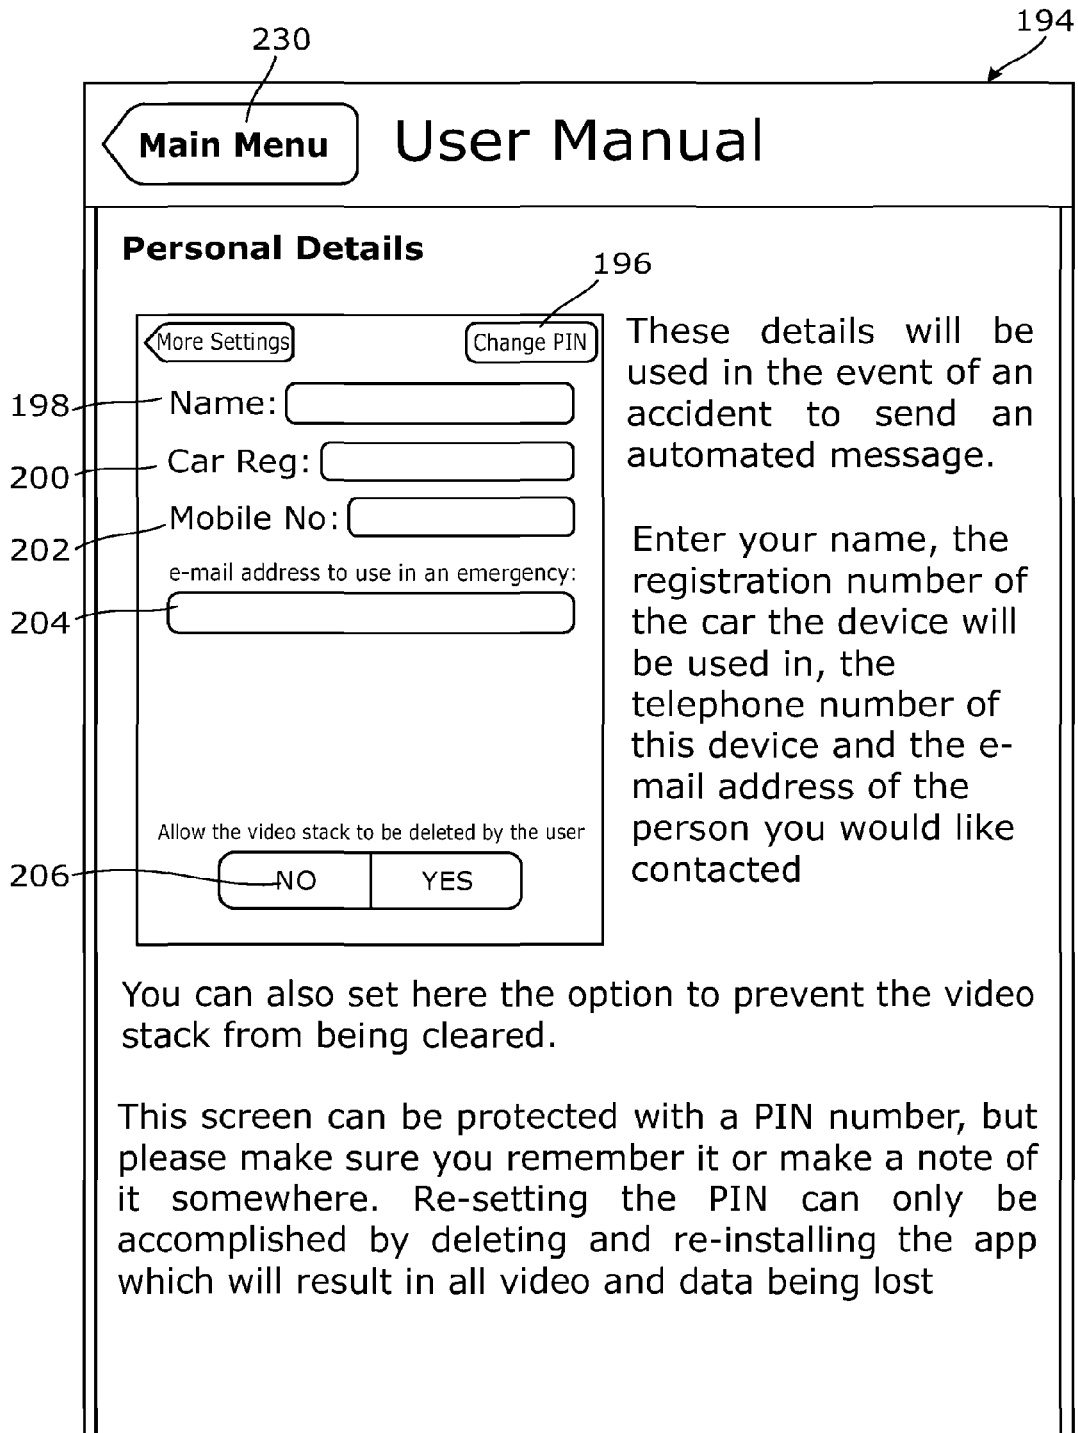 194
230
Main Menu
User Manual
Personal Details
196
More Settings
Change PIN
198
Name:
200
Car Reg:
202
Mobile No:
e-mail address to use in an emergency:
204
Allow the video stack to be deleted by the user
206
NO
YES
These details will be
used in the event of an
accident to send an
automated message.
Enter your name, the
registration number of
the car the device will
be used in, the
telephone number of
this device and the e-
mail address of the
person you would like
contacted
You can also set here the option to prevent the video
stack from being cleared.
This screen can be protected with a PIN number, but
please make sure you remember it or make a note of
it somewhere. Re-setting the PIN can only be
accomplished by deleting and re-installing the app
which will result in all video and data being lost